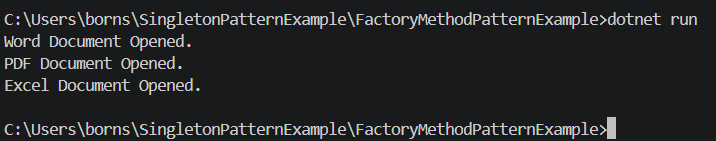 C:\Users\borns\SingletonPatternExample\FactoryMethodPatternExample>dotnet run
Word Document Opened.
PDF Document Opened.
Excel Document Opened.
C:\Users\borns\SingletonPatternExample\FactoryMethodPatternExample>